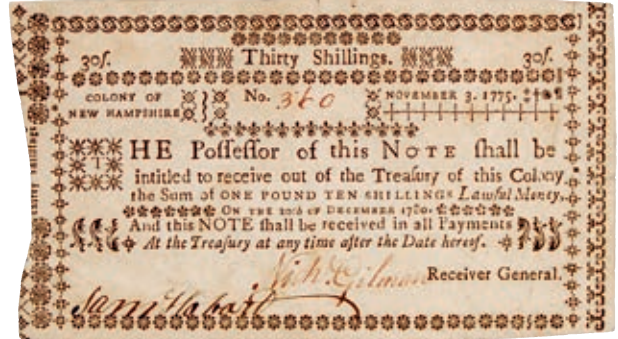 30ſ. Thirty Shillings. 30ſ.
COLONY OF NEW HAMPSHIRE No. 360 NOVEMBER 3. 1775.
THE Poſſeſſor of this NOTE ſhall be
intitled to receive out of the Treaſury of this Colony,
the Sum of ONE POUND TEN SHILLINGS Lawful Money,
ON THE 20th OF DECEMBER 1780.
And this NOTE ſhall be received in all Payments
At the Treaſury at any time after the Date hereof.
Nich. Gilman Receiver General.
Sam Hobart